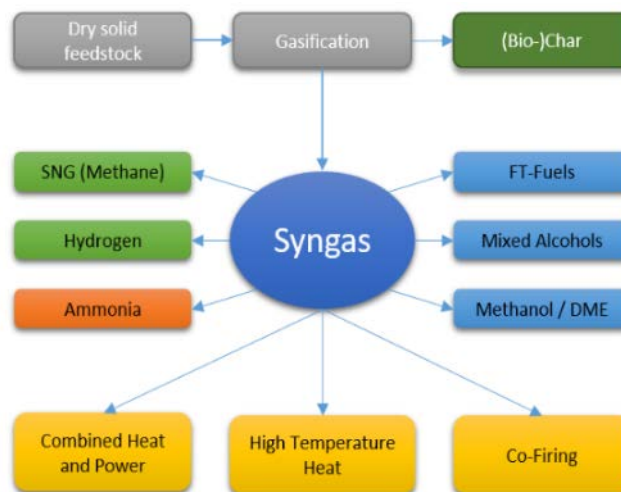 Dry solid
feedstock
Gasification
(Bio-)Char
SNG (Methane)
FT-Fuels
Hydrogen
Syngas
Mixed Alcohols
Ammonia
Methanol / DME
Combined Heat
and Power
High Temperature
Heat
Co-Firing